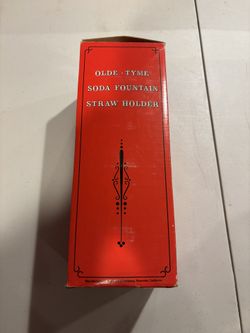 OLDE - TYME
SODA FOUNTAIN
STRAW HOLDER